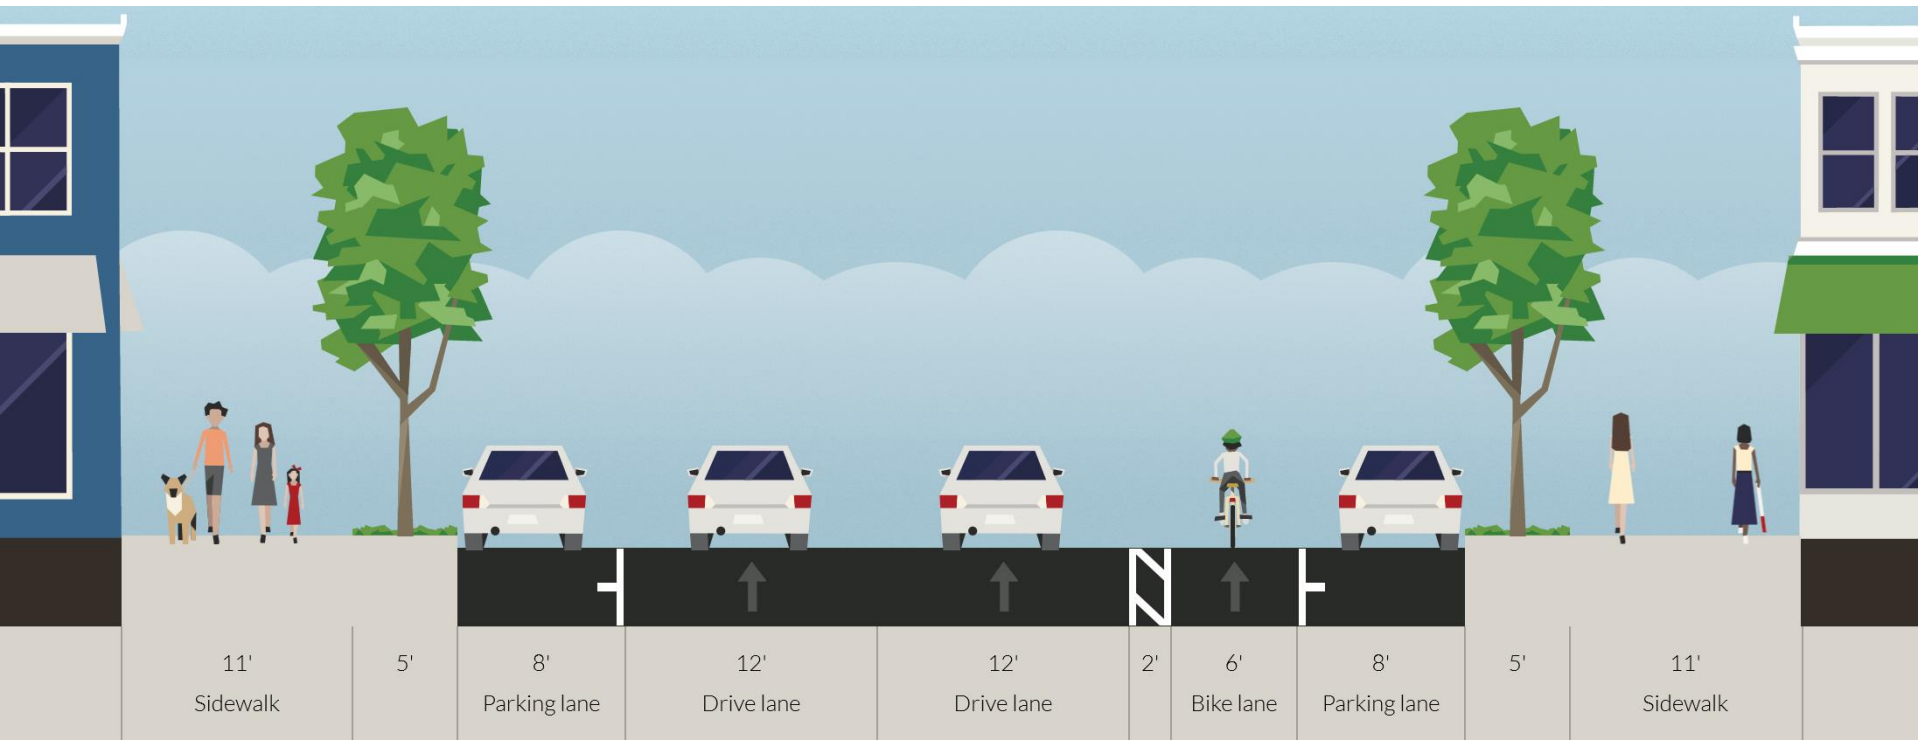 11' 5' 8' 12' 12' 2' 6' 8' 5' 11'
Sidewalk Parking lane Drive lane Drive lane Bike lane Parking lane Sidewalk